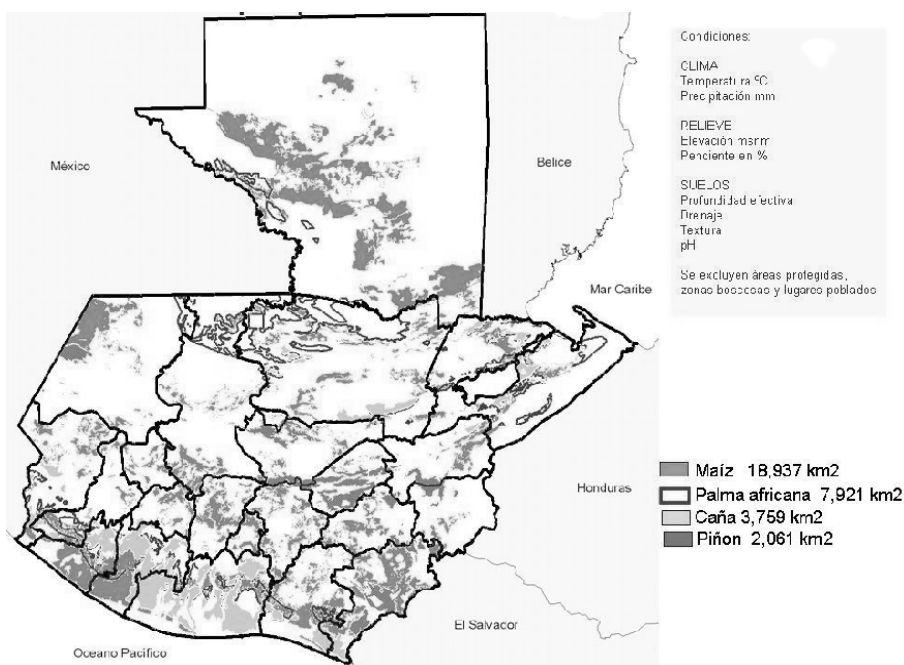 Condiciones:
CLIMA
Temperatura ºC
Precipitación mm
RELIEVE
Elevación msnm
Pendiente en %
SUELOS
Profundidad efectiva
Drenaje
Textura
pH
Se excluyen áreas protegidas,
zonas boscosas y lugares poblados
México
Belice
Mar Caribe
Honduras
El Salvador
Oceano Pacífico
Maíz 18,937 km2
Palma africana 7,921 km2
Caña 3,759 km2
Piñon 2,061 km2